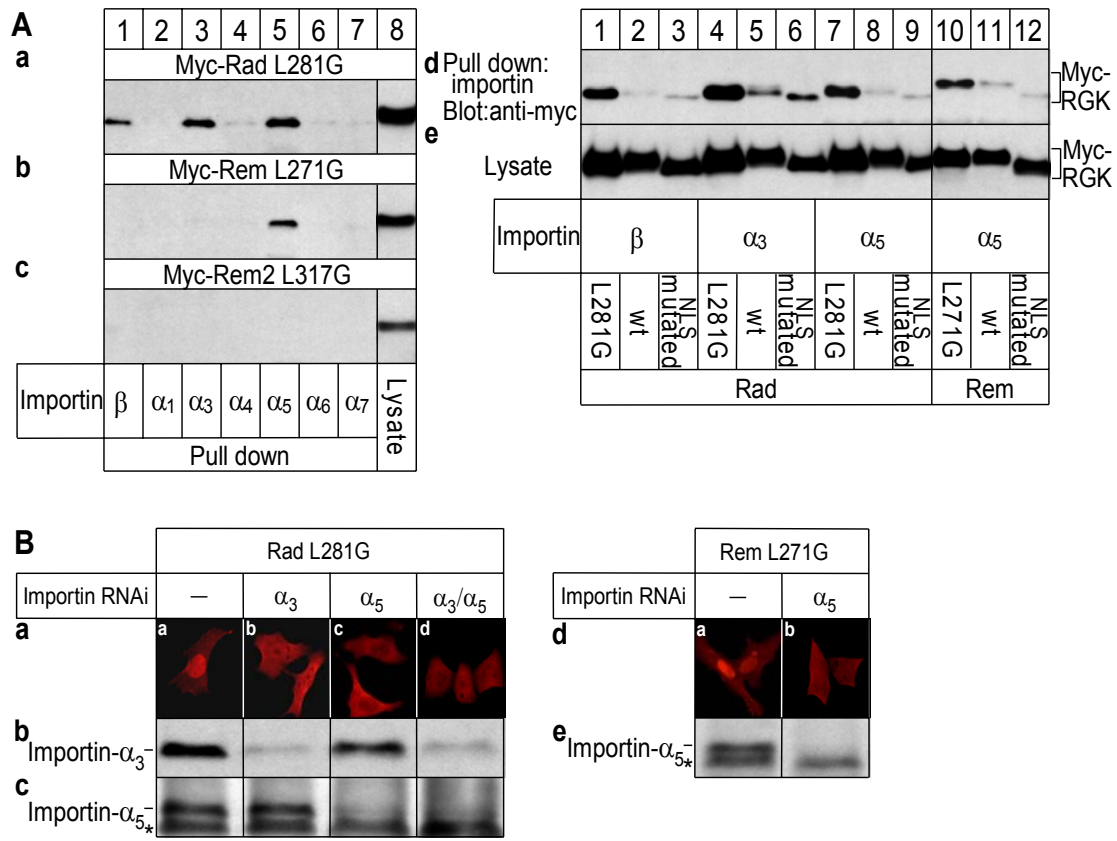 A
1 2 3 4 5 6 7 8
a
Myc-Rad L281G
b
Myc-Rem L271G
c
Myc-Rem2 L317G
Importin β α1 α3 α4 α5 α6 α7 Lysate
Pull down
1 2 3 4 5 6 7 8 9 10 11 12
d Pull down:
importin
Blot:anti-myc
Myc-
RGK
e
Lysate
Myc-
RGK
Importin β α3 α5 α5
L281G wt NLS mutated L281G wt NLS mutated L281G wt NLS mutated L271G wt NLS mutated
Rad Rem
B
Rad L281G
Importin RNAi – α3 α5 α3/α5
a
a b c d
b
Importin-α3–
c
Importin-α5–
*
Rem L271G
Importin RNAi – α5
d
a b
e
Importin-α5–
*